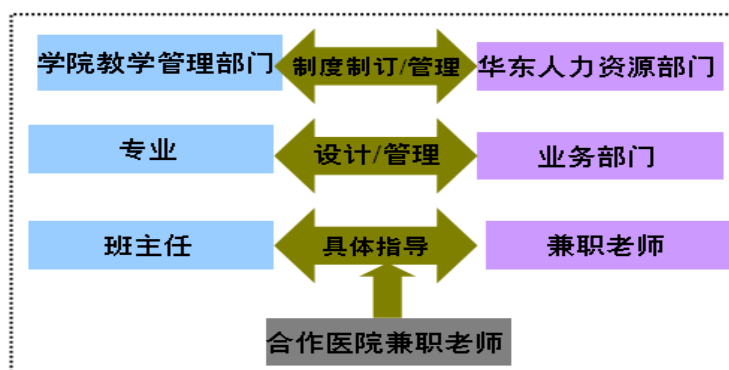 学院教学管理部门 制度制订/管理 华东人力资源部门
专业 设计/管理 业务部门
班主任 具体指导 兼职老师
合作医院兼职老师